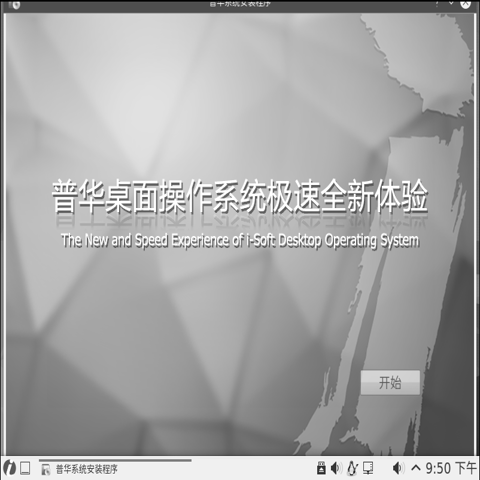 普华系统安装程序
普华桌面操作系统极速全新体验
The New and Speed Experience of i-Soft Desktop Operating System
开始
普华系统安装程序
9:50 下午